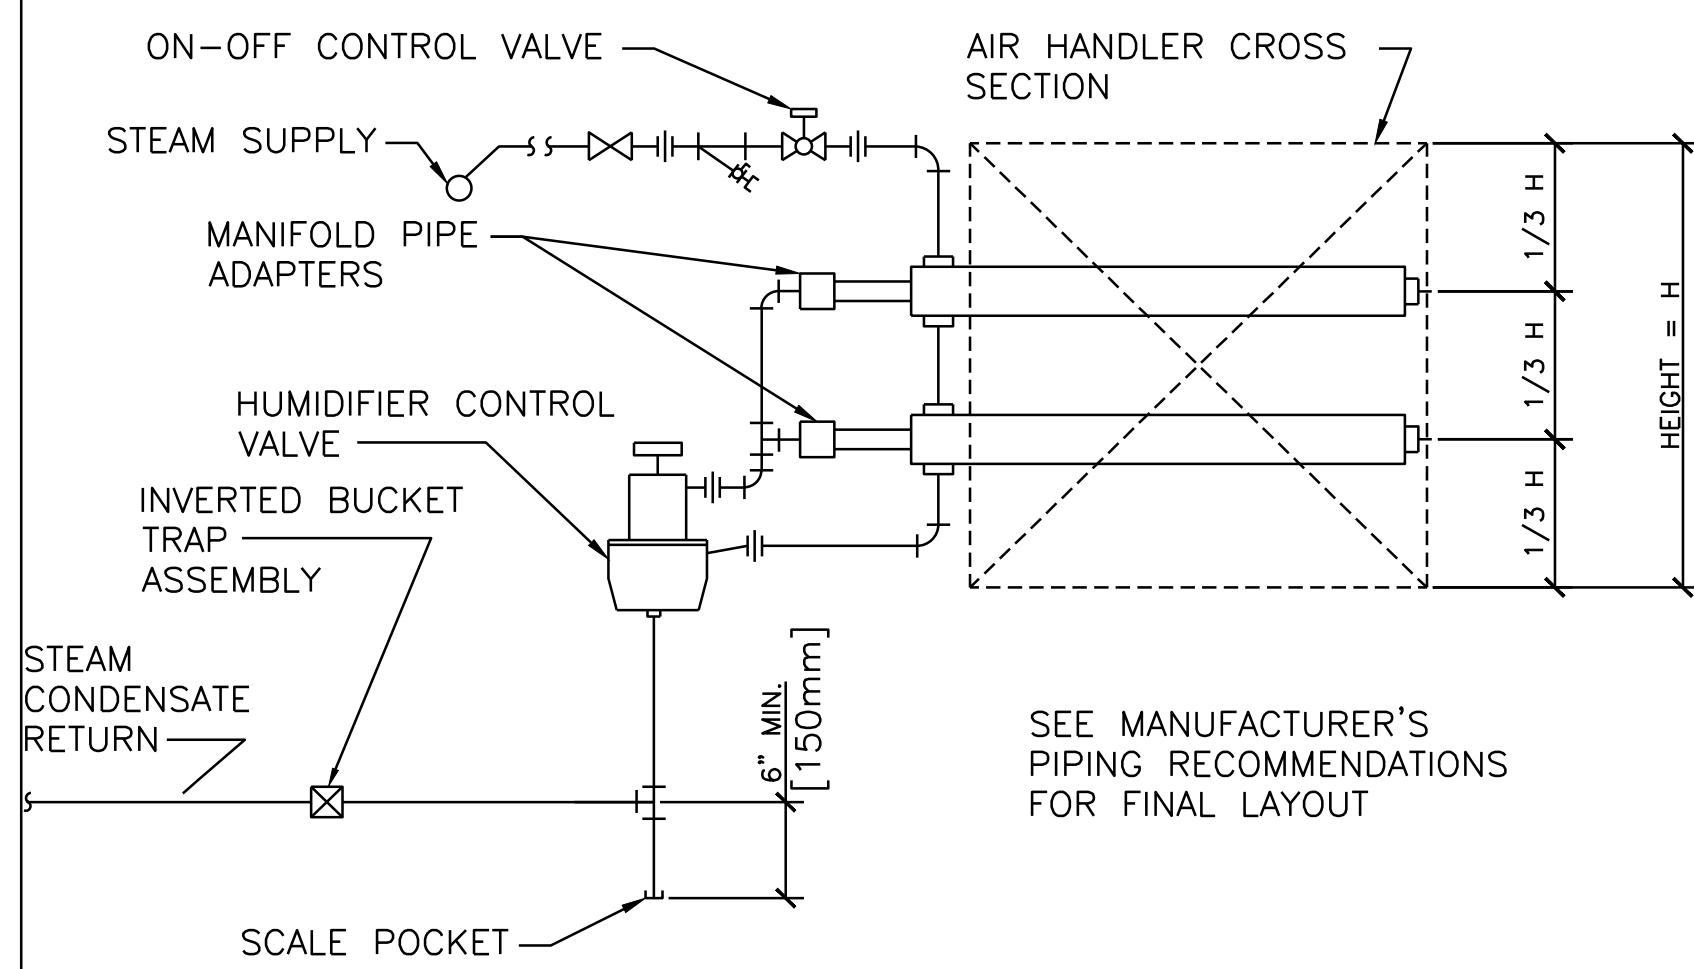 ON-OFF CONTROL VALVE
AIR HANDLER CROSS
SECTION
STEAM SUPPLY
MANIFOLD PIPE
ADAPTERS
1/3 H
1/3 H
1/3 H
HEIGHT = H
HUMIDIFIER CONTROL
VALVE
INVERTED BUCKET
TRAP
ASSEMBLY
STEAM
CONDENSATE
RETURN
6" MIN.
[150mm]
SEE MANUFACTURER'S
PIPING RECOMMENDATIONS
FOR FINAL LAYOUT
SCALE POCKET